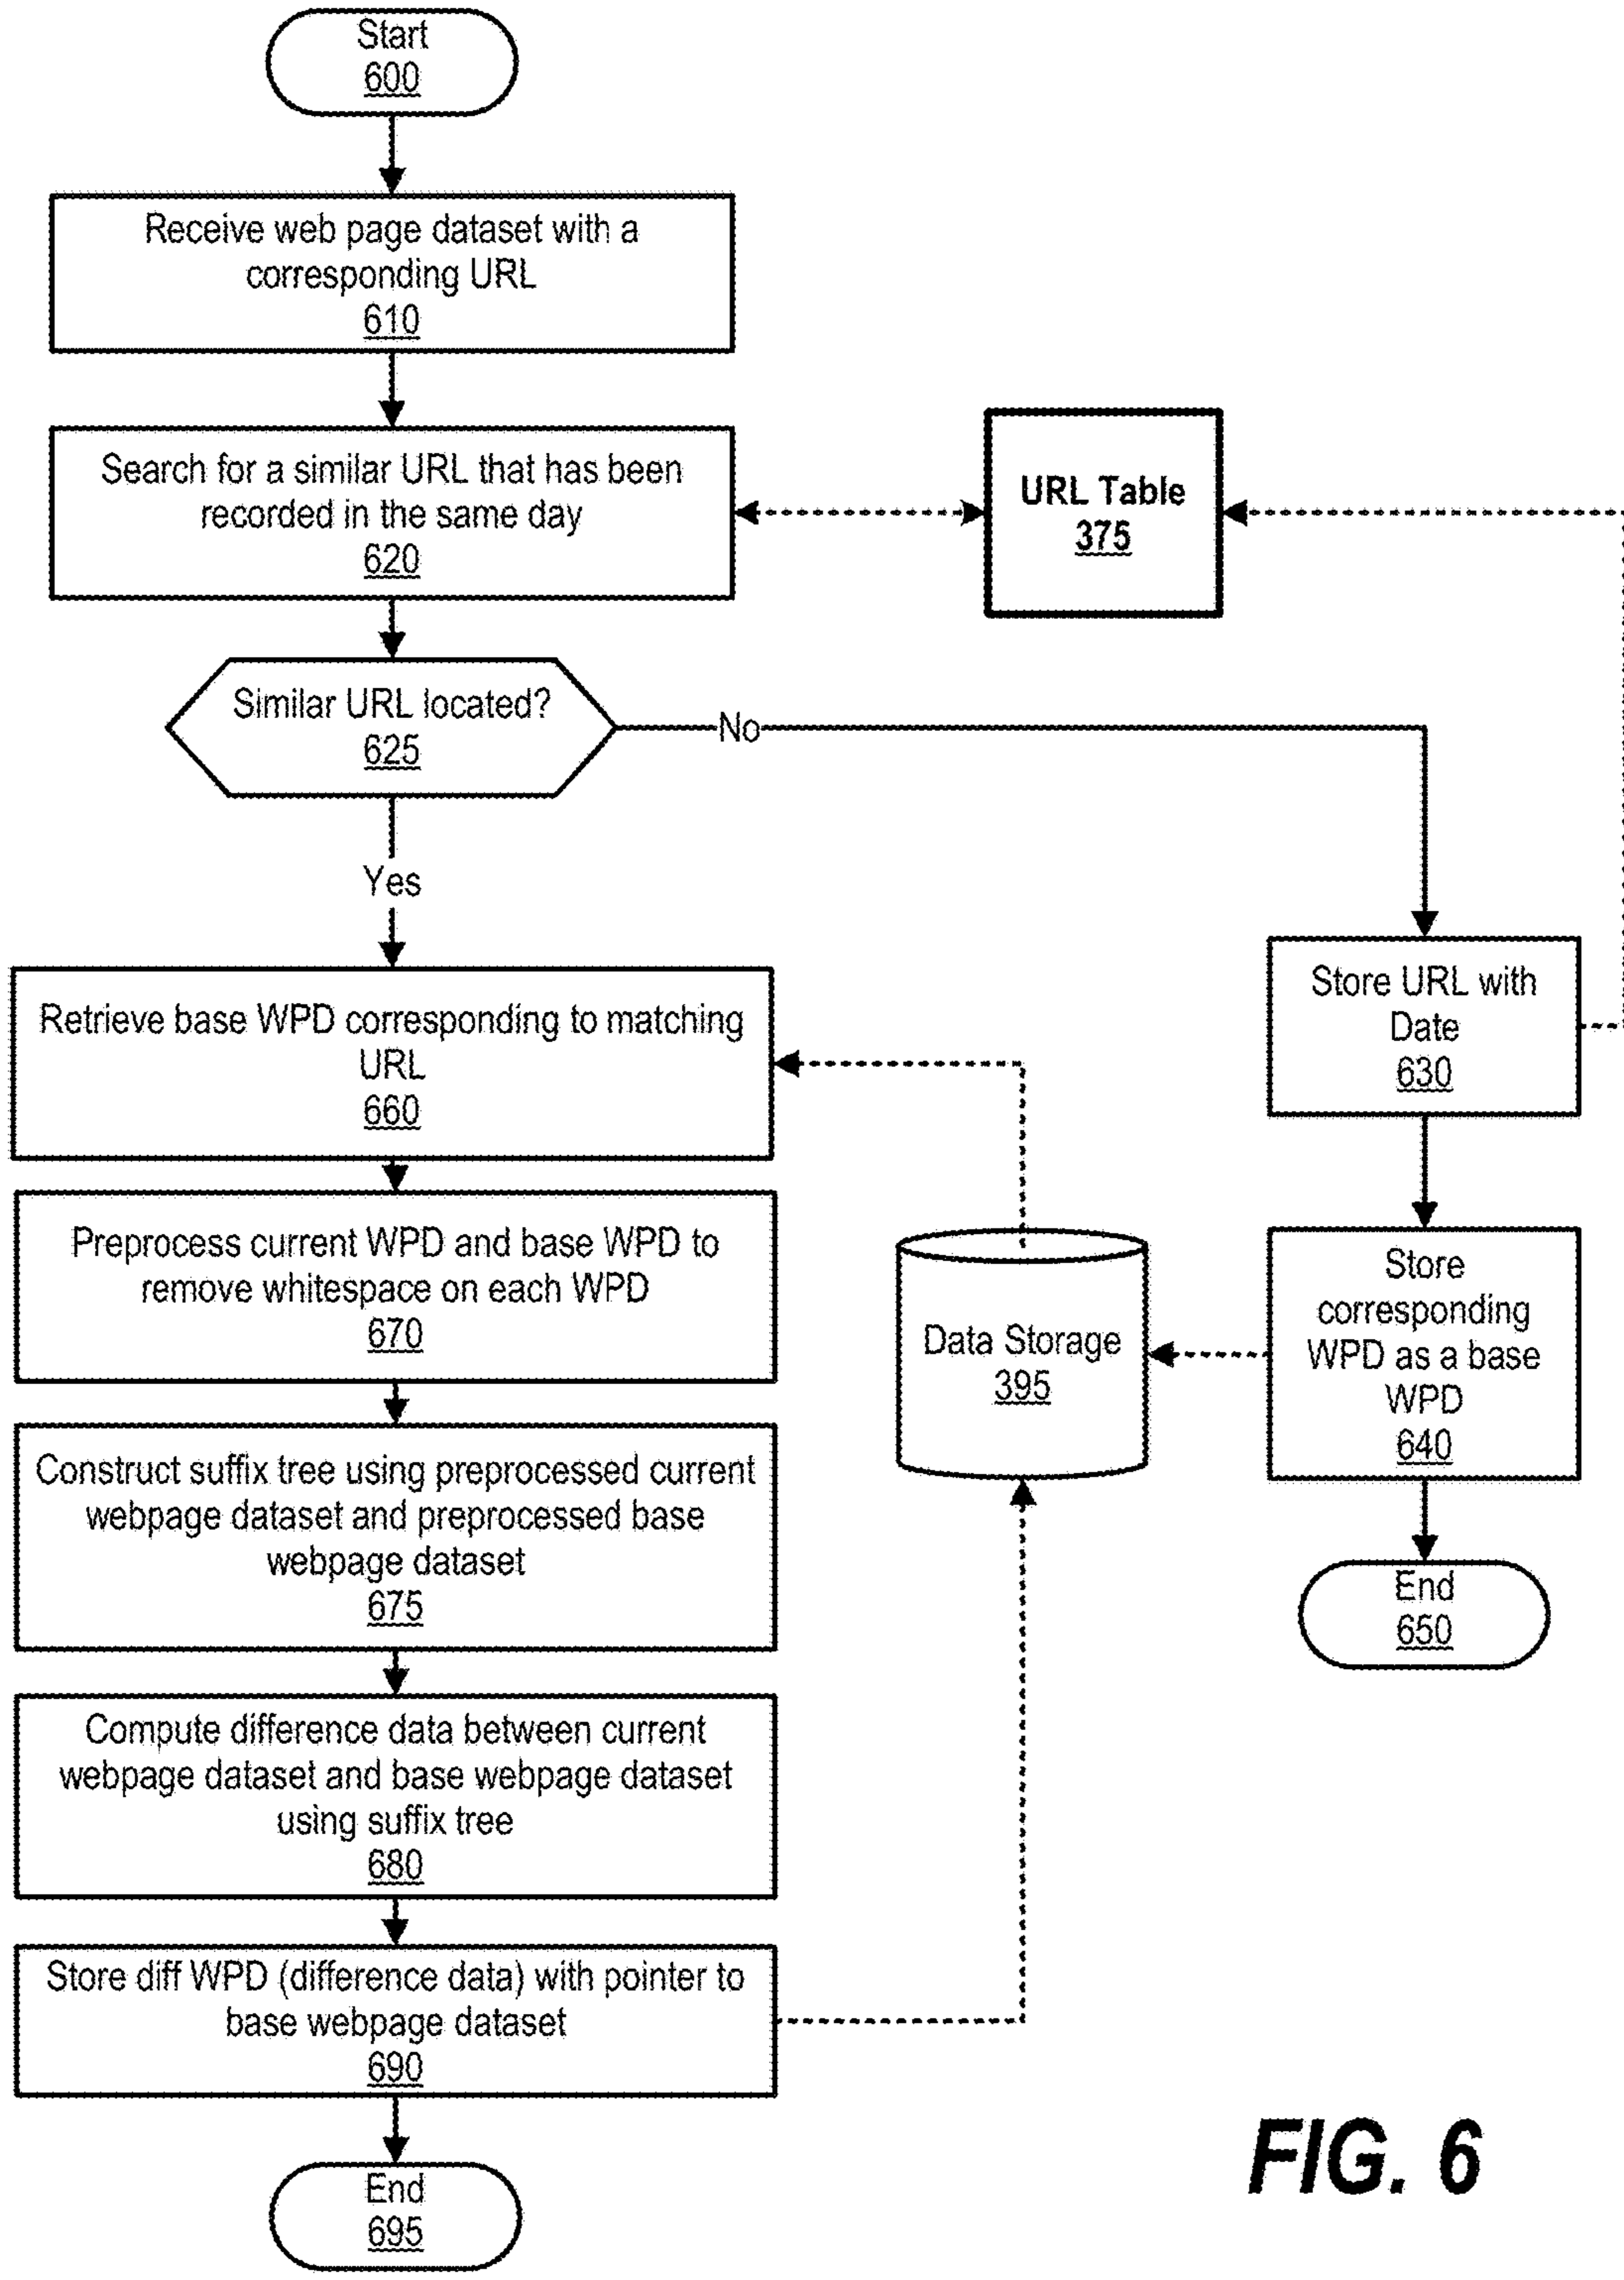 Start
600
Receive web page dataset with a
corresponding URL
610
Search for a similar URL that has been
recorded in the same day
620
URL Table
375
Similar URL located?
625
No
Yes
Store URL with
Date
630
Retrieve base WPD corresponding to matching
URL
660
Preprocess current WPD and base WPD to
remove whitespace on each WPD
670
Data Storage
395
Store
corresponding
WPD as a base
WPD
640
Construct suffix tree using preprocessed current
webpage dataset and preprocessed base
webpage dataset
675
End
650
Compute difference data between current
webpage dataset and base webpage dataset
using suffix tree
680
Store diff WPD (difference data) with pointer to
base webpage dataset
690
End
695
FIG. 6